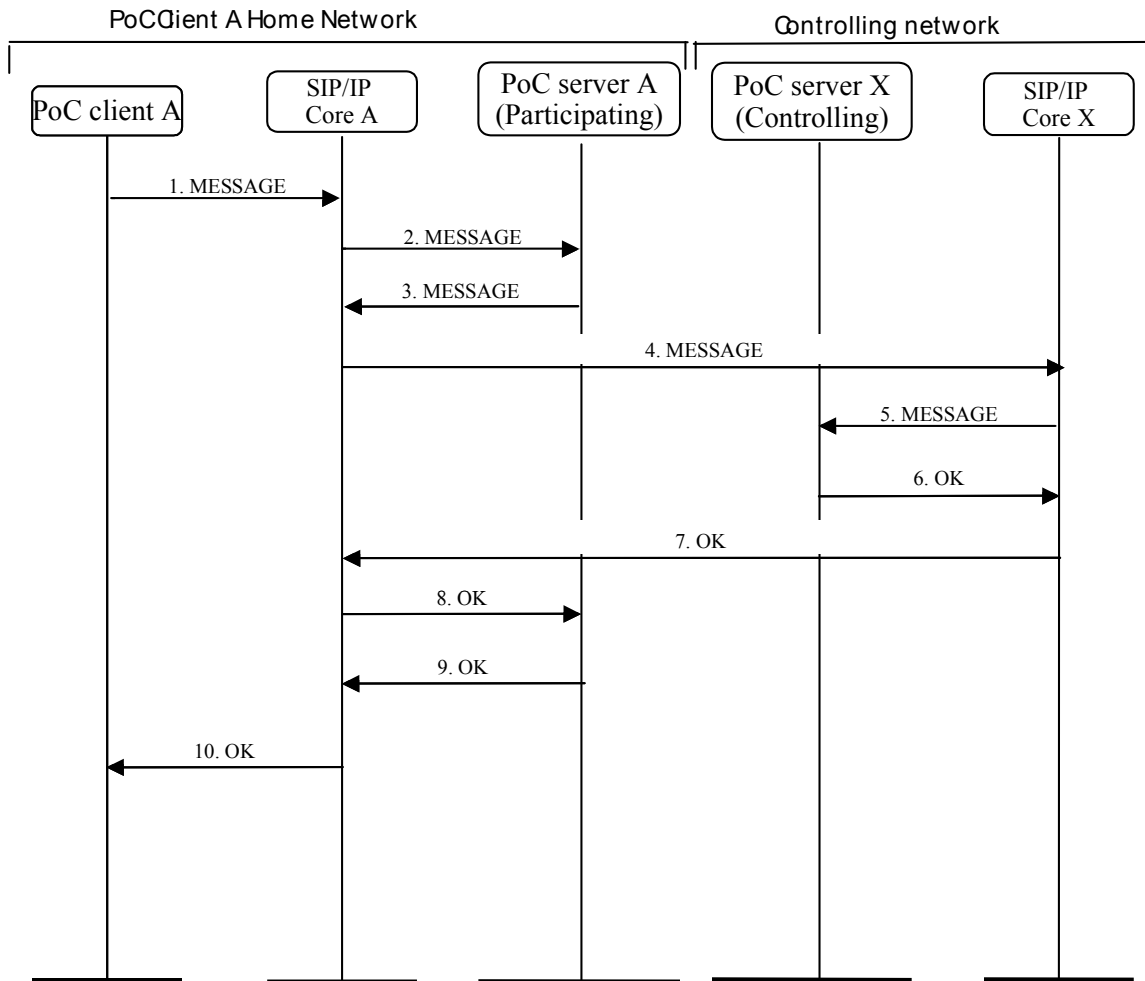 PoCClient A Home Network
Controlling network
PoC client A
SIP/IP
Core A
PoC server A
(Participating)
PoC server X
(Controlling)
SIP/IP
Core X
1. MESSAGE
2. MESSAGE
3. MESSAGE
4. MESSAGE
5. MESSAGE
6. OK
7. OK
8. OK
9. OK
10. OK